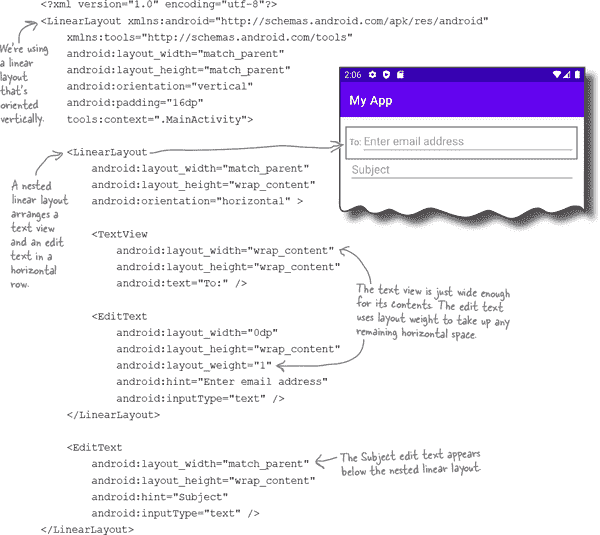 <?xml version="1.0" encoding="utf-8"?>
<LinearLayout xmlns:android="http://schemas.android.com/apk/res/android"
xmlns:tools="http://schemas.android.com/tools"
android:layout_width="match_parent"
android:layout_height="match_parent"
android:orientation="vertical"
android:padding="16dp"
tools:context=".MainActivity">
We're using
a linear
layout
that's
oriented
vertically.
2:06
My App
To: Enter email address
Subject
<LinearLayout
android:layout_width="match_parent"
android:layout_height="wrap_content"
android:orientation="horizontal" >
A nested
linear layout
arranges a
text view
and an edit
text in a
horizontal
row.
<TextView
android:layout_width="wrap_content"
android:layout_height="wrap_content"
android:text="To:" />
The text view is just wide enough
for its contents. The edit text
uses layout weight to take up any
remaining horizontal space.
<EditText
android:layout_width="0dp"
android:layout_height="wrap_content"
android:layout_weight="1"
android:hint="Enter email address"
android:inputType="text" />
</LinearLayout>
<EditText
android:layout_width="match_parent"
android:layout_height="wrap_content"
android:hint="Subject"
android:inputType="text" />
The Subject edit text appears
below the nested linear layout.
</LinearLayout>